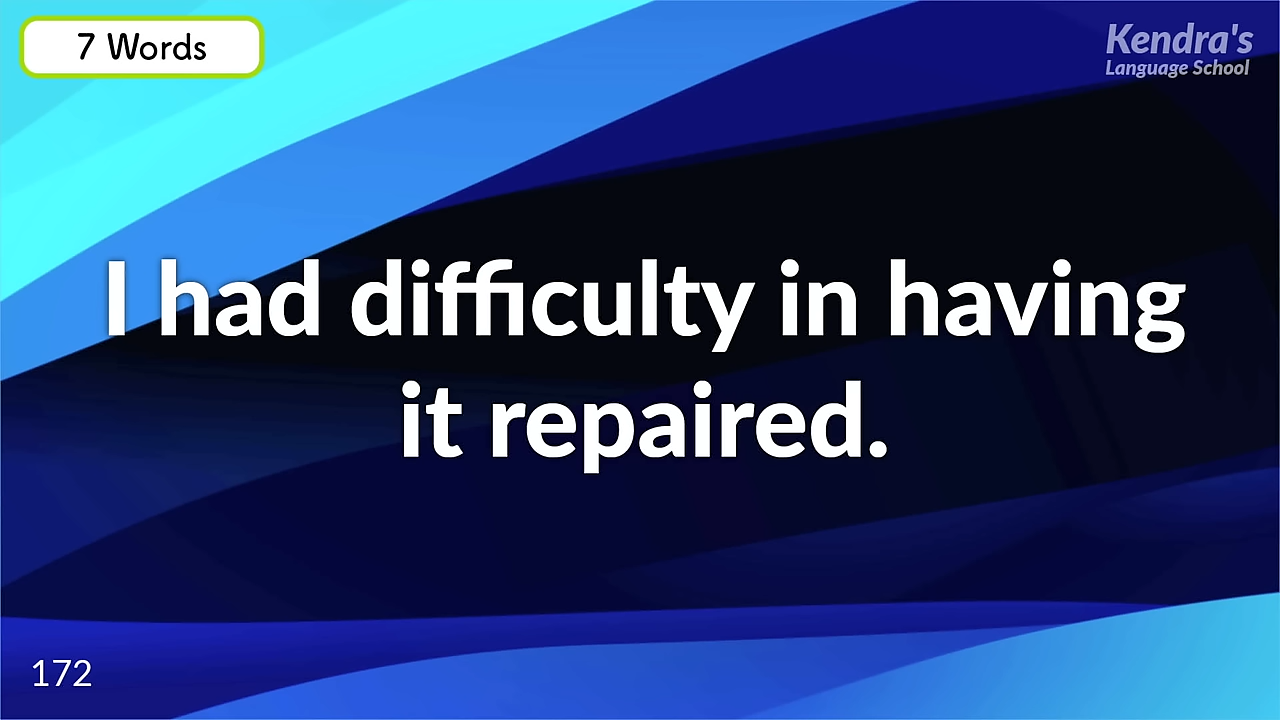 7 Words
Kendra's
Language School
I had difficulty in having
it repaired.
172